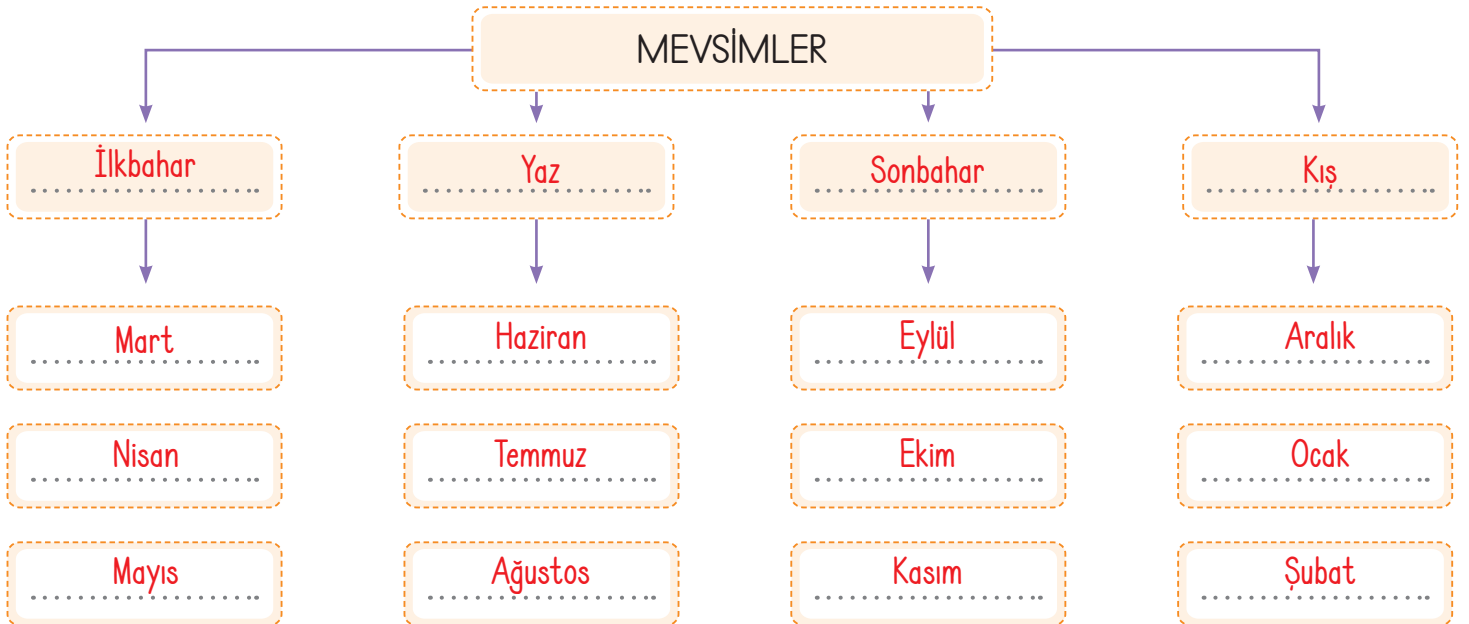 MEVSİMLER
İlkbahar
Yaz
Sonbahar
Kış
Mart
Haziran
Eylül
Aralık
Nisan
Temmuz
Ekim
Ocak
Mayıs
Ağustos
Kasım
Şubat